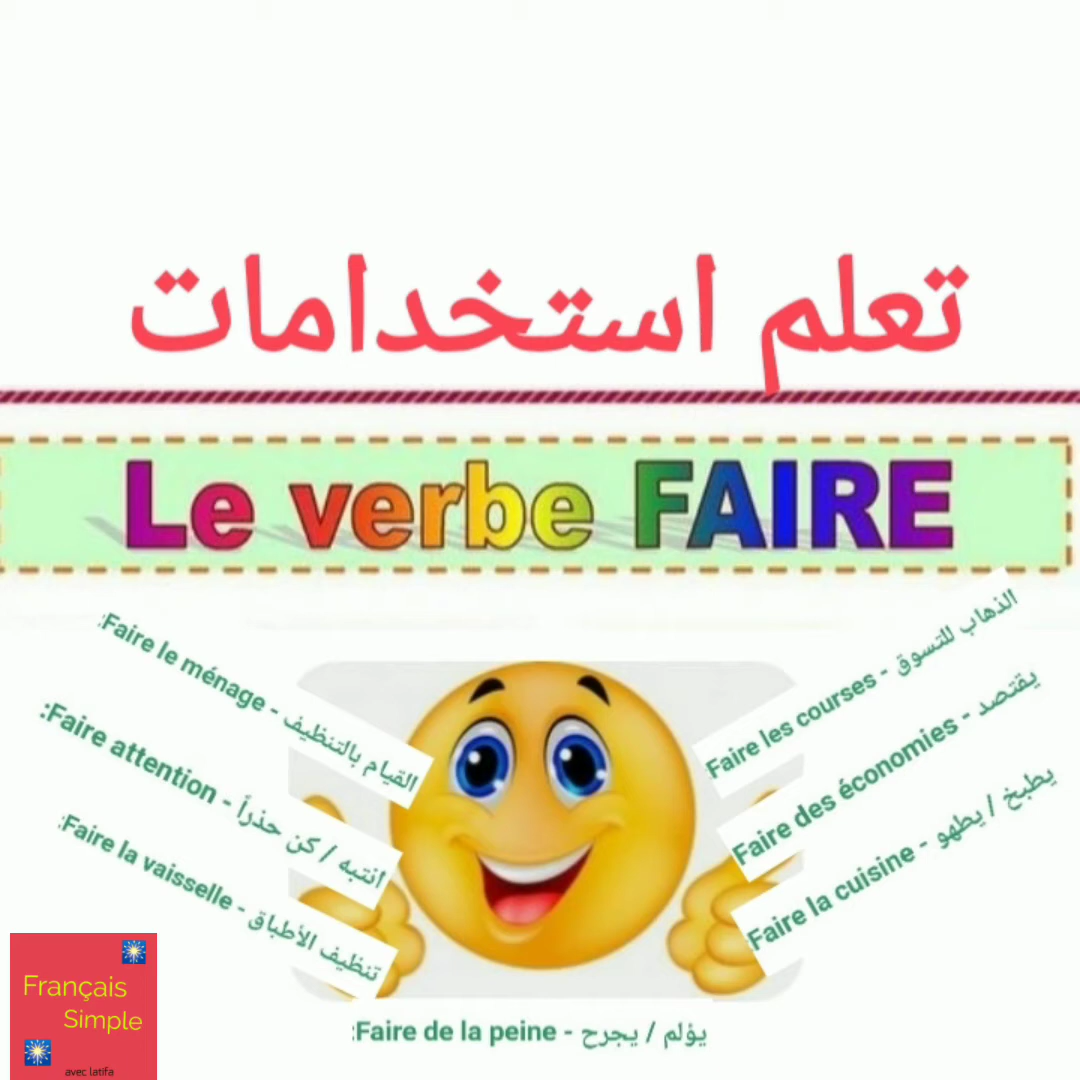 تعلم استخدامات
Le verbe FAIRE
:Faire le ménage - القيام بالتنظيف
:Faire attention - انتبه / كن حذراً
:Faire la vaisselle - تنظيف الأطباق
Faire les courses - الذهاب للتسوق
Faire des économies - يقتصد
Faire la cuisine - يطبخ / يطهو
:Faire de la peine - يؤلم / يجرح
Français
Simple
avec latifa